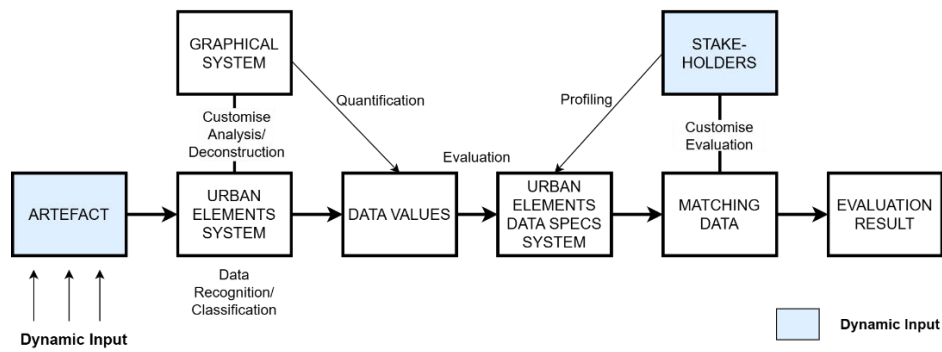 GRAPHICAL
SYSTEM
STAKE-
HOLDERS
Quantification
Profiling
Customise
Analysis/
Deconstruction
Customise
Evaluation
Evaluation
ARTEFACT
URBAN
ELEMENTS
SYSTEM
DATA VALUES
URBAN
ELEMENTS
DATA SPECS
SYSTEM
MATCHING
DATA
EVALUATION
RESULT
Data
Recognition/
Classification
Dynamic Input
Dynamic Input